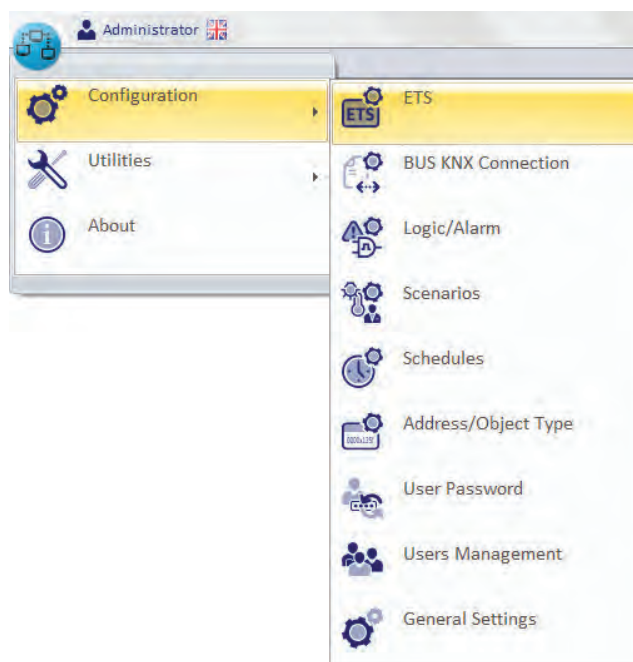 Administrator
Configuration
Utilities
About
ETS
ETS
BUS KNX Connection
Logic/Alarm
Scenarios
Schedules
Address/Object Type
User Password
Users Management
General Settings